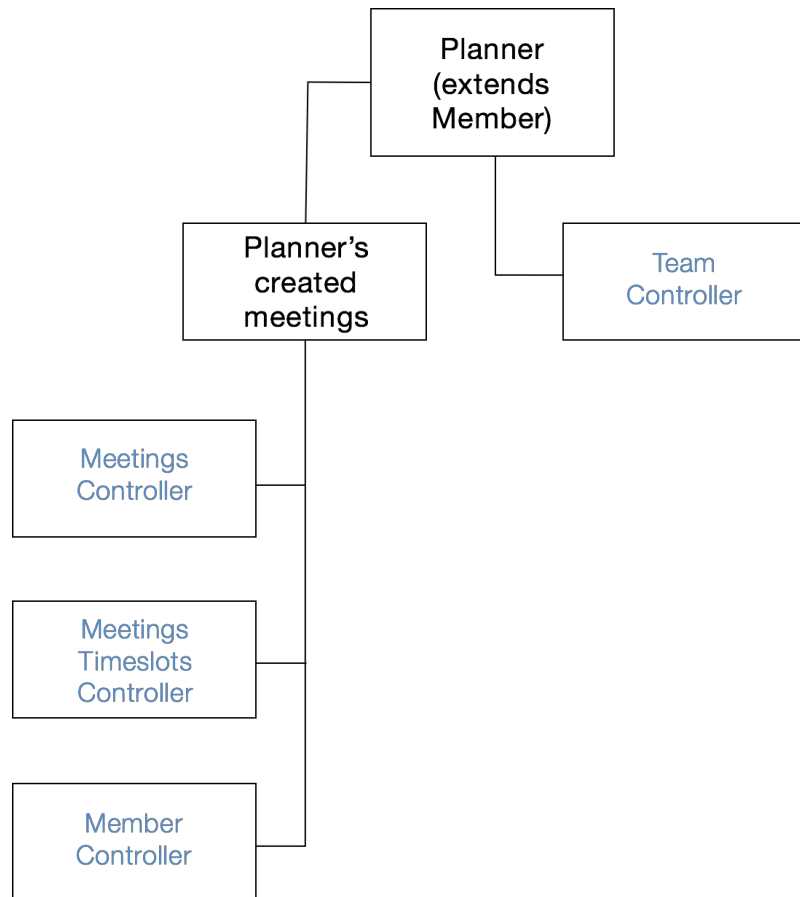 Planner
(extends
Member)
Planner’s
created
meetings
Team
Controller
Meetings
Controller
Meetings
Timeslots
Controller
Member
Controller